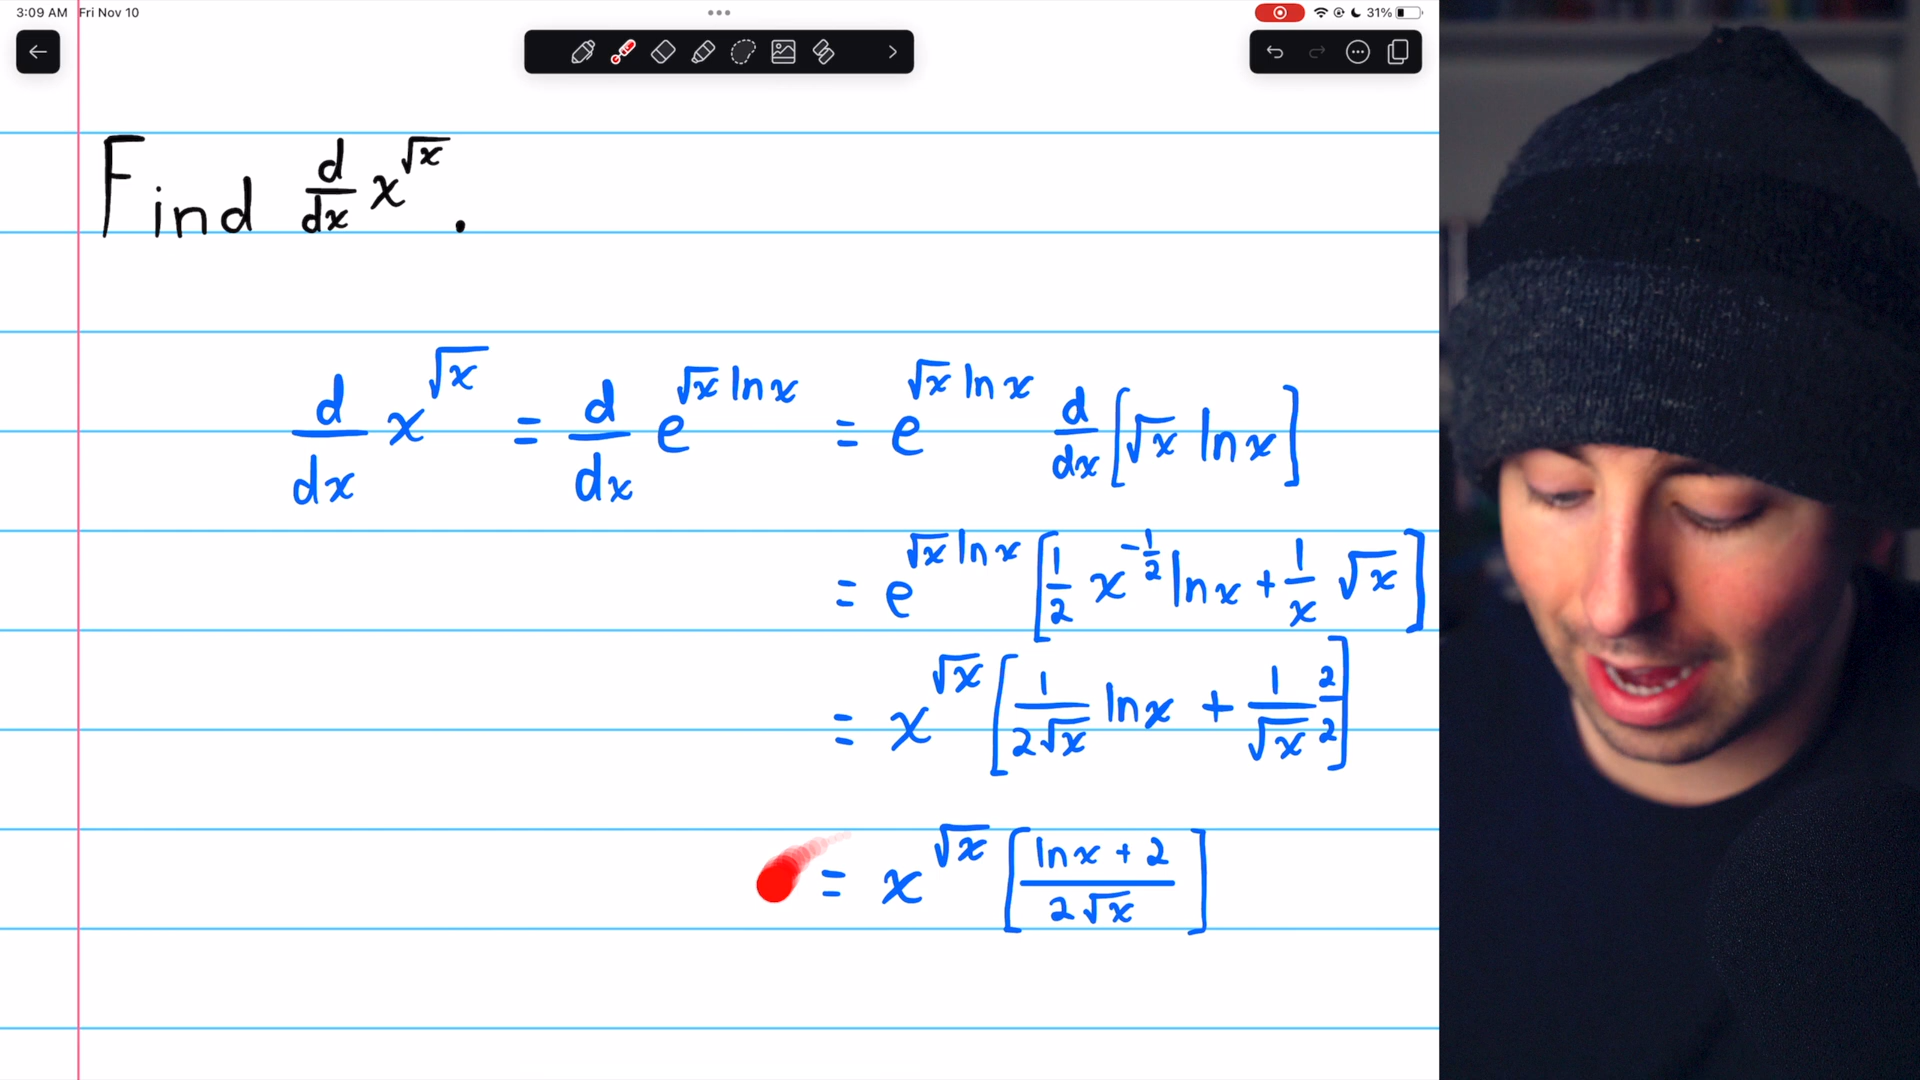 3:09 AM Fri Nov 10
31%
Find d/dx x^√x.
d/dx x^√x = d/dx e^(√x ln x) = e^(√x ln x) d/dx [√x ln x]
= e^(√x ln x) [1/2 x^(-1/2) ln x + 1/x √x]
= x^√x [1/(2√x) ln x + 1/√x 2/2]
= x^√x [(ln x + 2)/(2√x)]